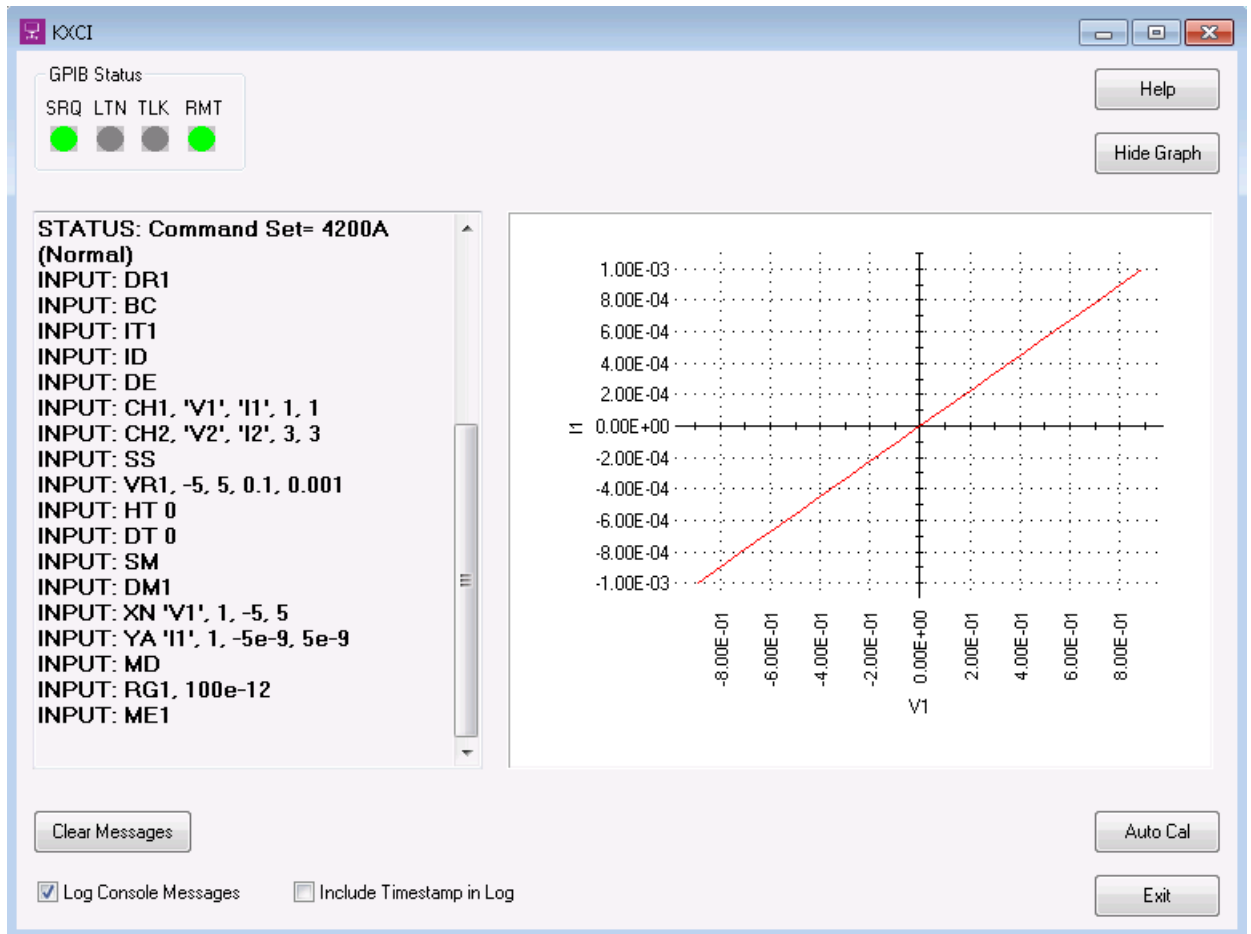 KXCI
GPIB Status
SRQ LTN TLK RMT
Help
Hide Graph
STATUS: Command Set= 4200A
(Normal)
INPUT: DR1
INPUT: BC
INPUT: IT1
INPUT: ID
INPUT: DE
INPUT: CH1, 'V1', 'I1', 1, 1
INPUT: CH2, 'V2', 'I2', 3, 3
INPUT: SS
INPUT: VR1, -5, 5, 0.1, 0.001
INPUT: HT 0
INPUT: DT 0
INPUT: SM
INPUT: DM1
INPUT: XN 'V1', 1, -5, 5
INPUT: YA 'I1', 1, -5e-9, 5e-9
INPUT: MD
INPUT: RG1, 100e-12
INPUT: ME1
1.00E-03
8.00E-04
6.00E-04
4.00E-04
2.00E-04
I1
0.00E+00
-2.00E-04
-4.00E-04
-6.00E-04
-8.00E-04
-1.00E-03
-8.00E-01
-6.00E-01
-4.00E-01
-2.00E-01
0.00E+00
2.00E-01
4.00E-01
6.00E-01
8.00E-01
V1
Clear Messages
Auto Cal
Log Console Messages
Include Timestamp in Log
Exit